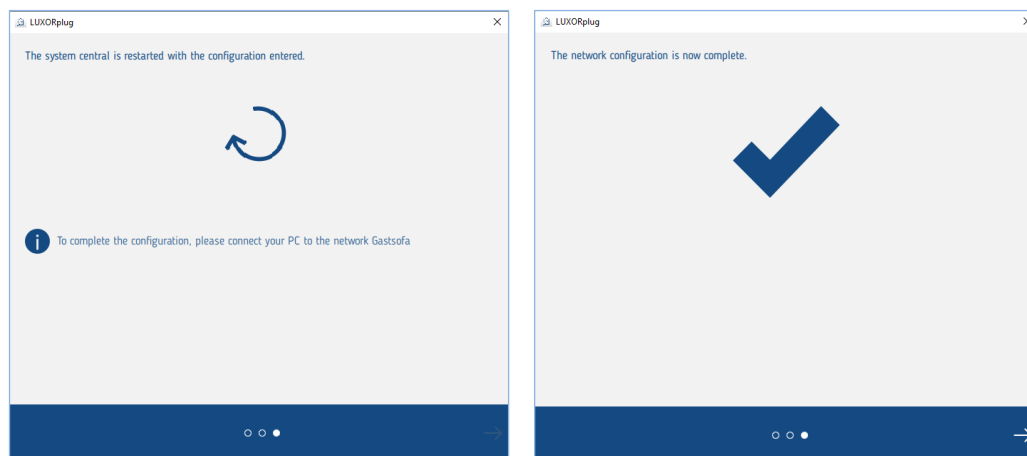 LUXORplug
The system central is restarted with the configuration entered.
i
To complete the configuration, please connect your PC to the network Gastsofa
LUXORplug
The network configuration is now complete.